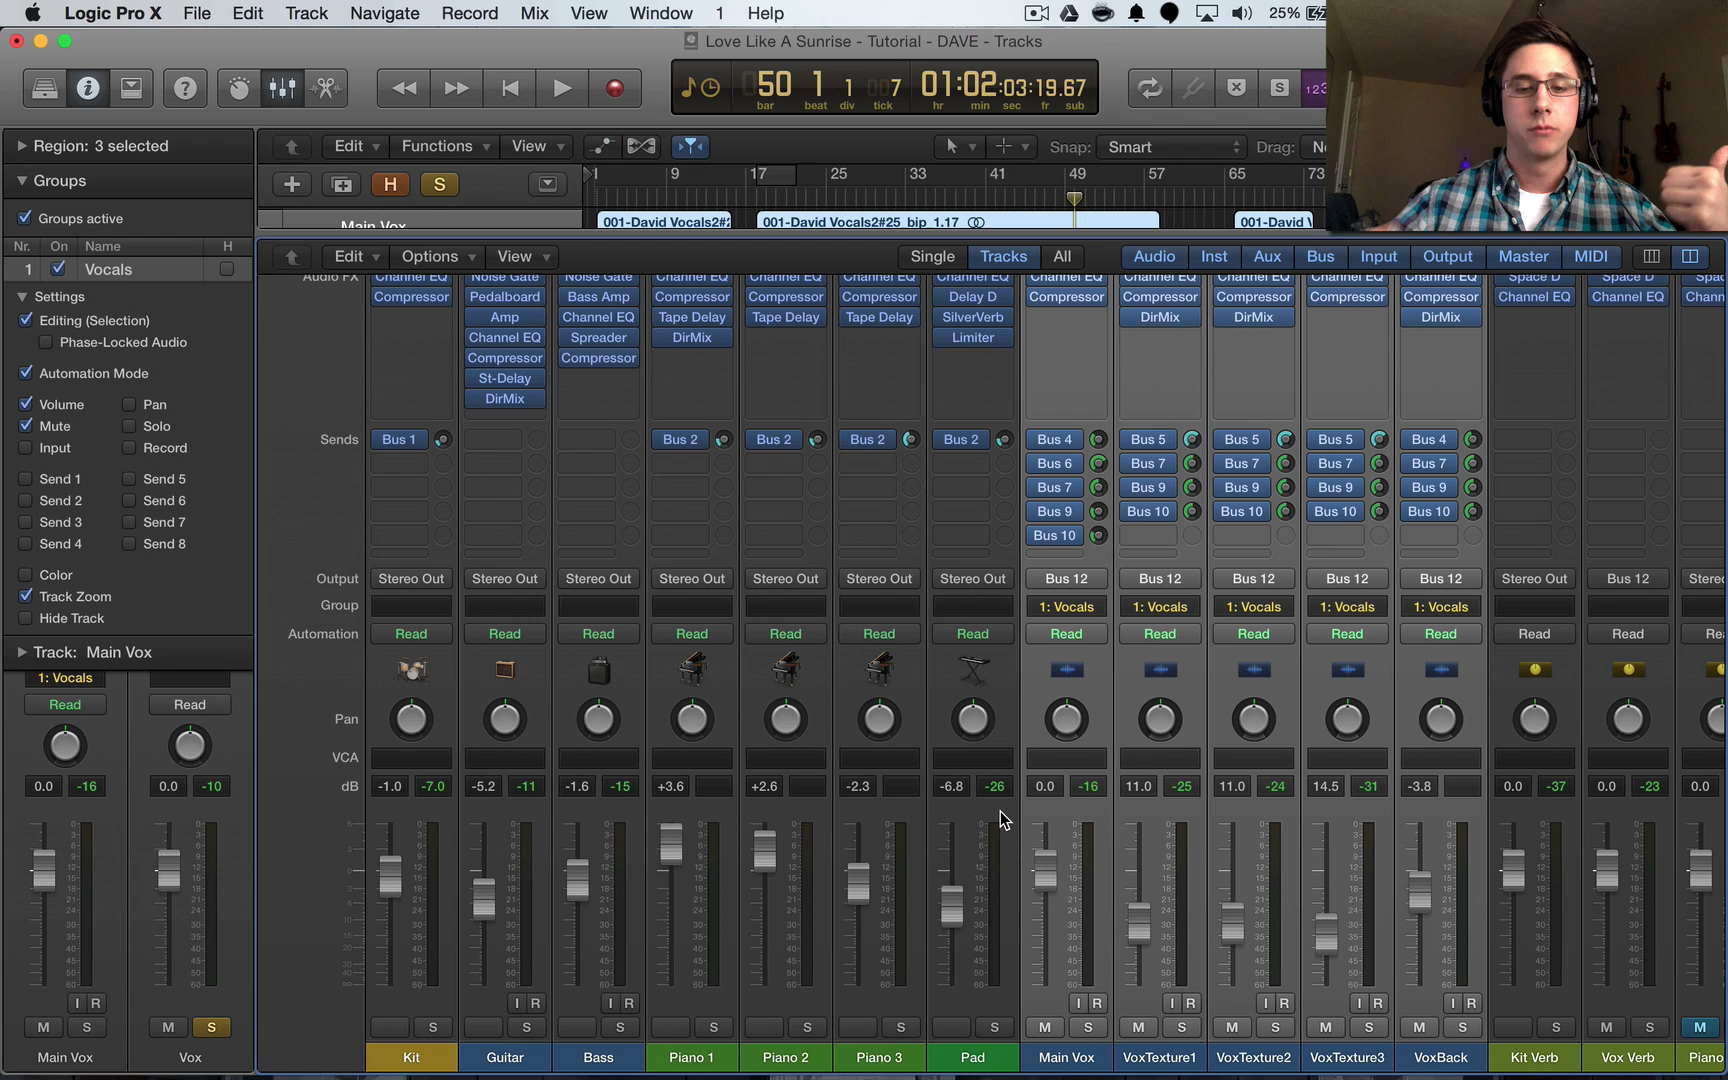 Logic Pro X File Edit Track Navigate Record Mix View Window 1 Help 25%
Love Like A Sunrise - Tutorial - DAVE - Tracks
50 1 1 007 01:02:03:19.67
bar beat div tick hr min sec fr sub
Region: 3 selected
Edit Functions View Snap: Smart Drag:
Groups
H S 1 9 17 25 33 41 49 57 65 73
Groups active
Main Vox 001-David Vocals2#2 001-David Vocals2#25_bip_1.17 001-David V
Nr. On Name H
1 Vocals
Edit Options View Single Tracks All Audio Inst Aux Bus Input Output Master MIDI
Settings
Editing (Selection)
Phase-Locked Audio
Automation Mode
Volume Pan
Mute Solo
Input Record
Send 1 Send 5
Send 2 Send 6
Send 3 Send 7
Send 4 Send 8
Color
Track Zoom
Hide Track
Track: Main Vox
1: Vocals
Read Read
0.0 -16 0.0 -10
I R
M S M S
Main Vox Vox
Audio FX Channel EQ Noise Gate Noise Gate Channel EQ Channel EQ Channel EQ Channel EQ Channel EQ Channel EQ Channel EQ Channel EQ Channel EQ Space D Space D Spac
Compressor Pedalboard Bass Amp Compressor Compressor Compressor Delay D Compressor Compressor Compressor Compressor Compressor Channel EQ Channel EQ Chann
Amp Channel EQ Tape Delay Tape Delay Tape Delay SilverVerb DirMix DirMix DirMix
Channel EQ Spreader DirMix Limiter
Compressor Compressor
St-Delay
DirMix
Sends Bus 1 Bus 2 Bus 2 Bus 2 Bus 2 Bus 4 Bus 5 Bus 5 Bus 5 Bus 4
Bus 6 Bus 7 Bus 7 Bus 7 Bus 7
Bus 7 Bus 9 Bus 9 Bus 9 Bus 9
Bus 9 Bus 10 Bus 10 Bus 10 Bus 10
Bus 10
Output Stereo Out Stereo Out Stereo Out Stereo Out Stereo Out Stereo Out Stereo Out Bus 12 Bus 12 Bus 12 Bus 12 Bus 12 Stereo Out Bus 12 Stereo
Group 1: Vocals 1: Vocals 1: Vocals 1: Vocals 1: Vocals
Automation Read Read Read Read Read Read Read Read Read Read Read Read Read Read Rea
Pan
VCA
dB -1.0 -7.0 -5.2 -11 -1.6 -15 +3.6 +2.6 -2.3 -6.8 -26 0.0 -16 11.0 -25 11.0 -24 14.5 -31 -3.8 0.0 -37 0.0 -23 0.0
I R I R I R I R I R I R I R
S S S S S S S M S M S M S M S M S S M S M
Kit Guitar Bass Piano 1 Piano 2 Piano 3 Pad Main Vox VoxTexture1 VoxTexture2 VoxTexture3 VoxBack Kit Verb Vox Verb Piano